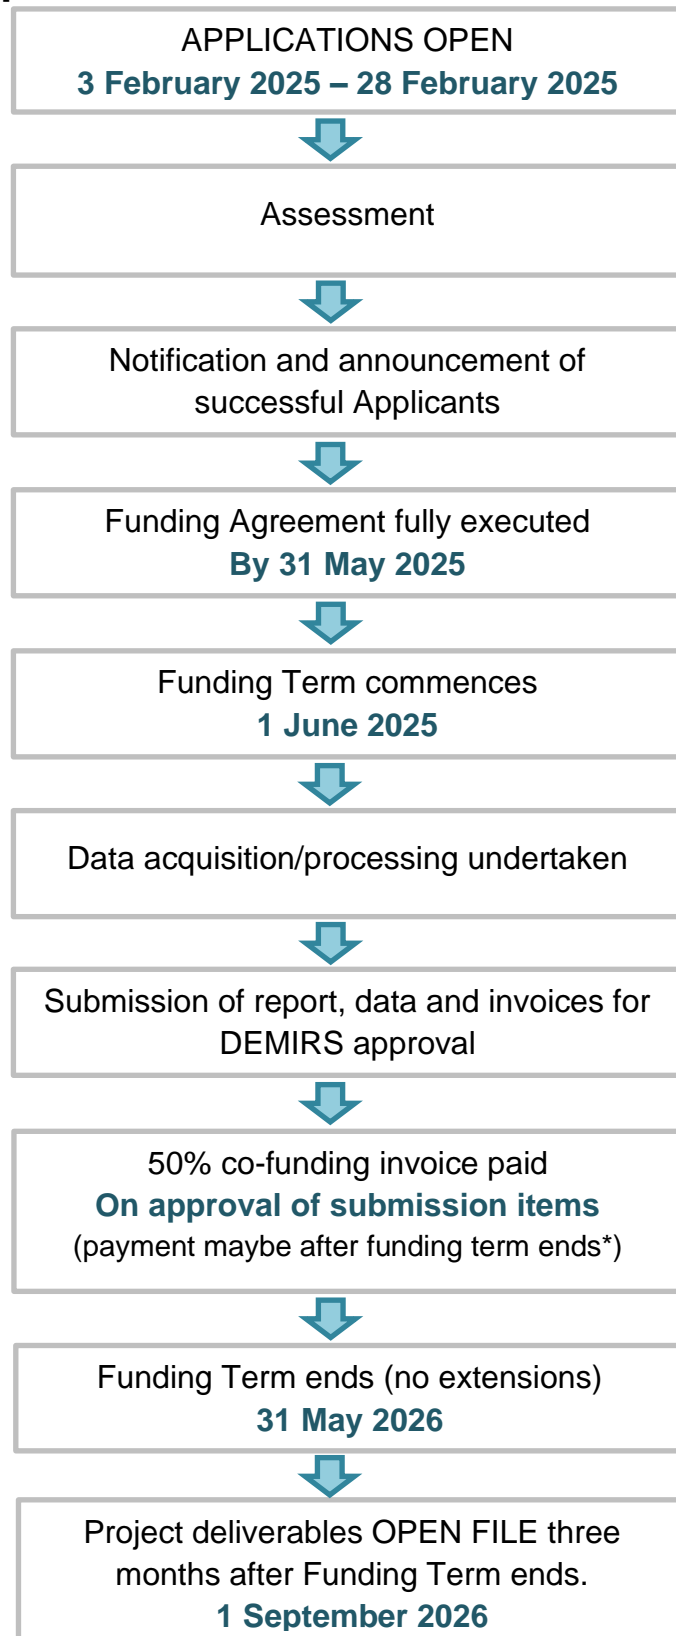 APPLICATIONS OPEN
3 February 2025 – 28 February 2025
Assessment
Notification and announcement of
successful Applicants
Funding Agreement fully executed
By 31 May 2025
Funding Term commences
1 June 2025
Data acquisition/processing undertaken
Submission of report, data and invoices for
DEMIRS approval
50% co-funding invoice paid
On approval of submission items
(payment maybe after funding term ends*)
Funding Term ends (no extensions)
31 May 2026
Project deliverables OPEN FILE three
months after Funding Term ends.
1 September 2026